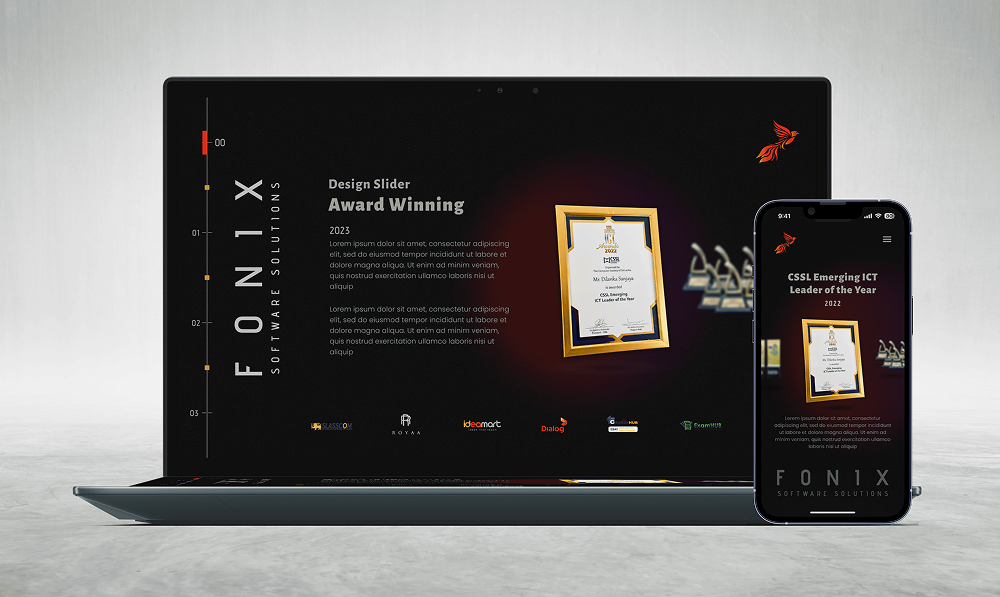 00
01
02
03
FON1X
SOFTWARE SOLUTIONS
Design Slider
Award Winning
2023
Lorem ipsum dolor sit amet, consectetur adipiscing
elit, sed do eiusmod tempor incididunt ut labore et
dolore magna aliqua. Ut enim ad minim veniam,
quis nostrud exercitation ullamco laboris nisi ut
aliquip
Lorem ipsum dolor sit amet, consectetur adipiscing
elit, sed do eiusmod tempor incididunt ut labore et
dolore magna aliqua. Ut enim ad minim veniam,
quis nostrud exercitation ullamco laboris nisi ut
aliquip
ICT
Awards
2022
Mr. Dilanka Sanjaya
is awarded
CSSL Emerging
ICT Leader of the Year
SLASSCOM
ROYAA
ideamart
Dialog
HUB
ExamHUB
9:41
CSSL Emerging ICT
Leader of the Year
2022
Lorem ipsum dolor sit amet, consectetur
adipiscing elit, sed do eiusmod tempor incididunt
ut labore et dolore magna aliqua. Ut enim ad
minim veniam, quis nostrud exercitation ullamco
laboris nisi ut aliquip
FON1X
SOFTWARE SOLUTIONS